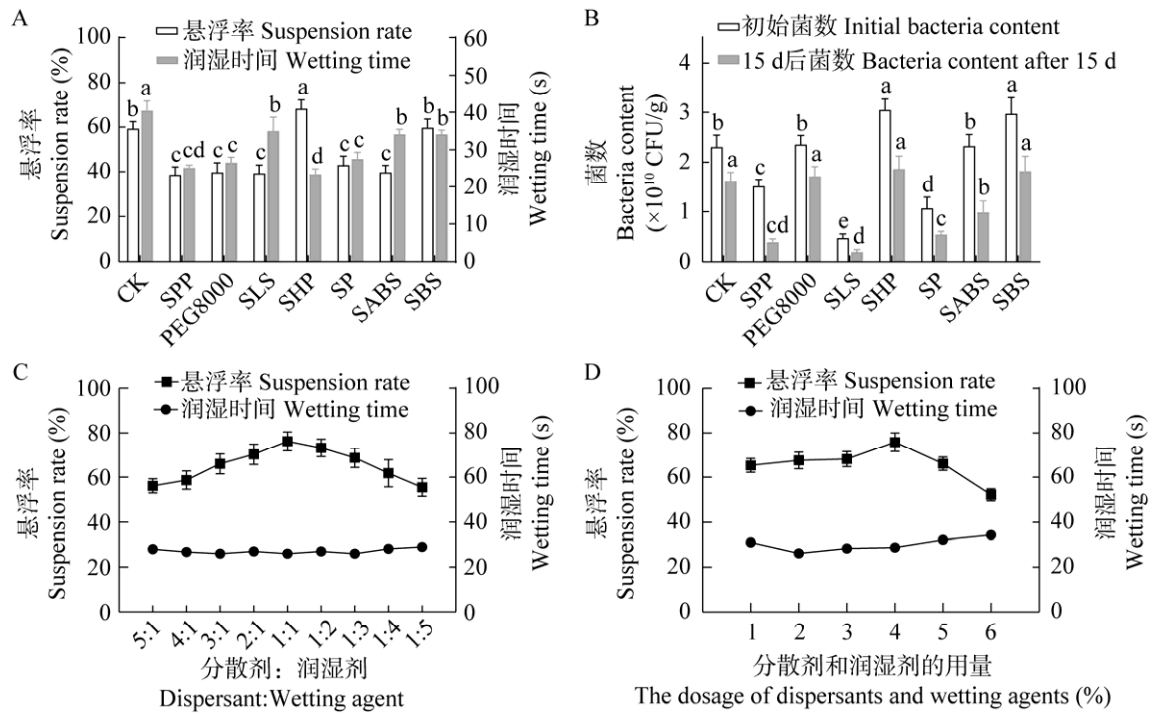 A
悬浮率 Suspension rate
润湿时间 Wetting time
悬浮率
Suspension rate (%)
100
80
60
40
20
0
b
a
c
cd
c
c
c
b
a
d
c
c
c
b
b
b
60
50
40
30
20
10
0
润湿时间
Wetting time (s)
CK
SPP
PEG8000
SLS
SHP
SP
SABS
SBS
B
初始菌数 Initial bacteria content
15 d后菌数 Bacteria content after 15 d
菌数
Bacteria content
(×10¹⁰ CFU/g)
4
3
2
1
0
b
a
c
cd
b
a
e
d
a
a
d
c
b
b
a
a
CK
SPP
PEG8000
SLS
SHP
SP
SABS
SBS
C
悬浮率 Suspension rate
润湿时间 Wetting time
悬浮率
Suspension rate (%)
100
80
60
40
20
0
100
80
60
40
20
0
润湿时间
Wetting time (s)
5:1
4:1
3:1
2:1
1:1
1:2
1:3
1:4
1:5
分散剂：润湿剂
Dispersant:Wetting agent
D
悬浮率 Suspension rate
润湿时间 Wetting time
悬浮率
Suspension rate (%)
100
80
60
40
20
0
100
80
60
40
20
0
润湿时间
Wetting time (s)
1
2
3
4
5
6
分散剂和润湿剂的用量
The dosage of dispersants and wetting agents (%)